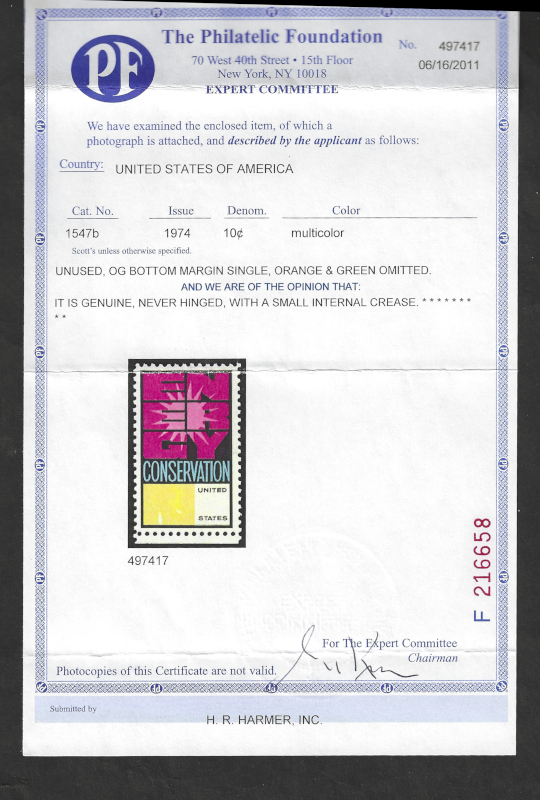 PF
The Philatelic Foundation
70 West 40th Street • 15th Floor
New York, NY 10018
EXPERT COMMITTEE
No. 497417
06/16/2011
We have examined the enclosed item, of which a
photograph is attached, and described by the applicant as follows:
Country: UNITED STATES OF AMERICA
Cat. No. Issue Denom. Color
1547b 1974 10¢ multicolor
Scott's unless otherwise specified.
UNUSED, OG BOTTOM MARGIN SINGLE, ORANGE & GREEN OMITTED.
AND WE ARE OF THE OPINION THAT:
IT IS GENUINE, NEVER HINGED, WITH A SMALL INTERNAL CREASE. * * * * * * *
* *
EN
ER
GY
CONSERVATION
UNITED
STATES
497417
F 216658
For The Expert Committee
Chairman
Photocopies of this Certificate are not valid.
Submitted by
H. R. HARMER, INC.